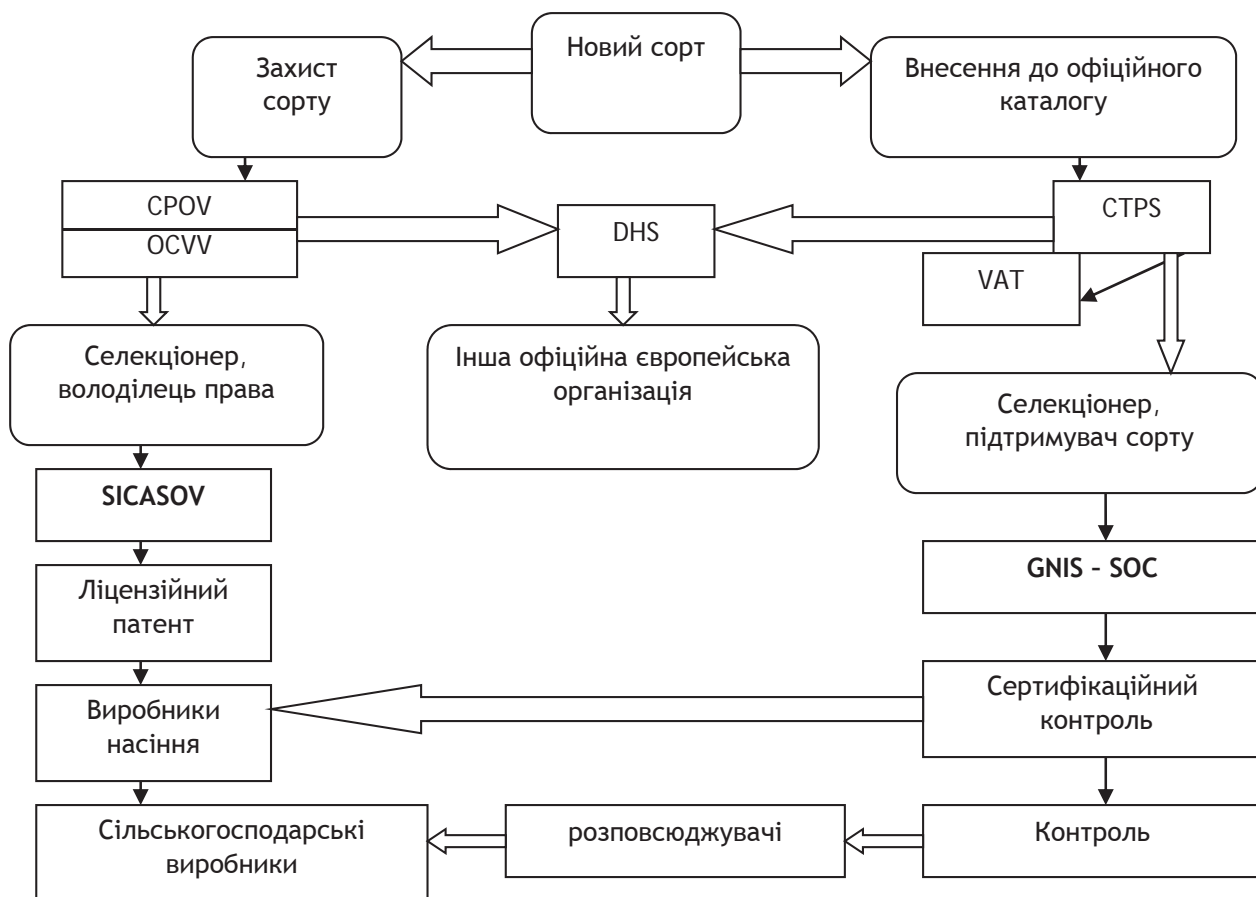 Новий сорт
Захист
сорту
Внесення до офіційного
каталогу
CPOV
OCVV
DHS
CTPS
VAT
Селекціонер,
володілець права
Інша офіційна європейська
організація
Селекціонер,
підтримувач сорту
SICASOV
GNIS – SOC
Ліцензійний
патент
Виробники
насіння
Сертифікаційний
контроль
Сільськогосподарські
виробники
розповсюджувачі
Контроль